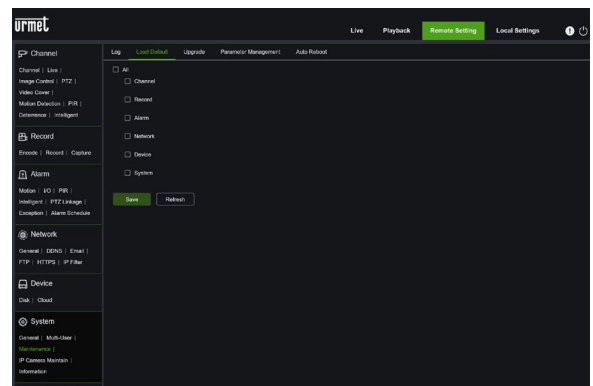 urmet
Live Playback Remote Setting Local Settings
Channel
Channel | Live |
Image Control | PTZ |
Video Cover |
Motion Detection | PIR |
Deterrence | Intelligent
Record
Encode | Record | Capture
Alarm
Motion | I/O | PIR |
Intelligent | PTZ Linkage |
Exception | Alarm Schedule
Network
General | DDNS | Email |
FTP | HTTPS | IP Filter
Device
Disk | Cloud
System
General | Multi-User |
Maintenance |
IP Camera Maintain |
Information
Log Load Default Upgrade Parameter Management Auto Reboot
All
Channel
Record
Alarm
Network
Device
System
Save Refresh